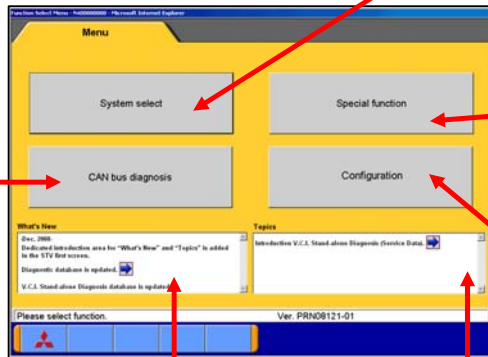 Function Select Menu - N400000000 - Microsoft Internet Explorer
Menu
System select
Special function
CAN bus diagnosis
Configuration
What's New
Topics
-Dec. 2008-
Dedicated introduction area for "What's New" and "Topics" is added
in the STV first screen.
Diagnostic database is updated.
V.C.I. Stand-alone Diagnosis database is updated
Introduction V.C.I. Stand-alone Diagnosis (Service Data).
Please select function.
Ver. PRN08121-01